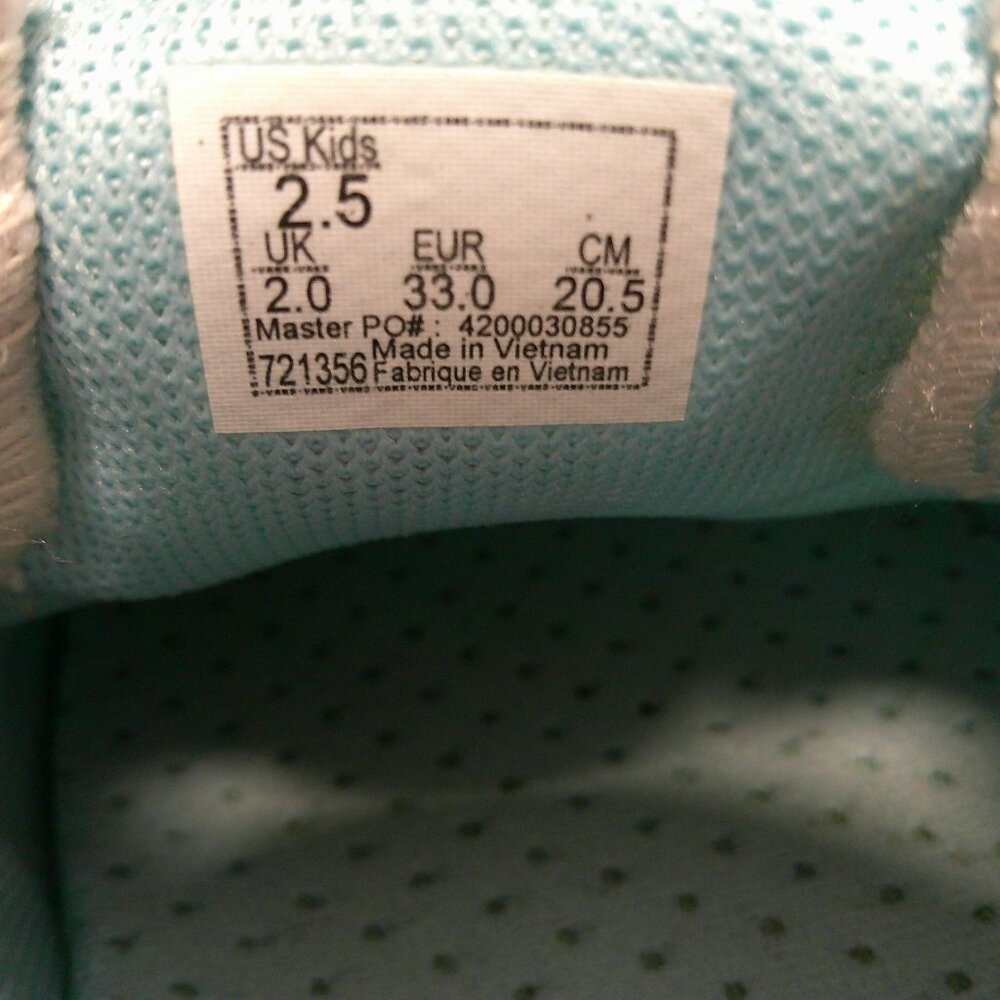 US Kids
2.5
UK EUR CM
2.0 33.0 20.5
Master PO# : 4200030855
Made in Vietnam
721356 Fabrique en Vietnam